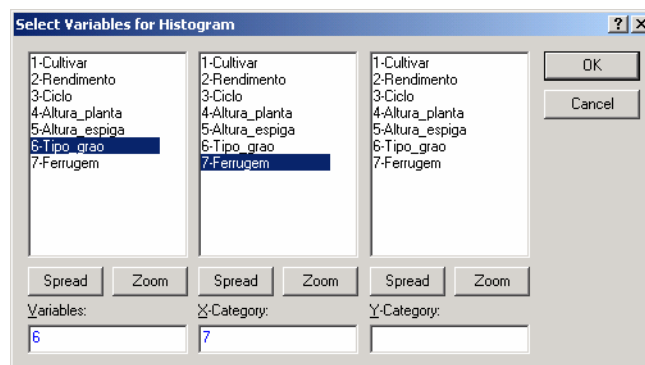 Select Variables for Histogram
1-Cultivar
2-Rendimento
3-Ciclo
4-Altura_planta
5-Altura_espiga
6-Tipo_grao
7-Ferrugem
1-Cultivar
2-Rendimento
3-Ciclo
4-Altura_planta
5-Altura_espiga
6-Tipo_grao
7-Ferrugem
1-Cultivar
2-Rendimento
3-Ciclo
4-Altura_planta
5-Altura_espiga
6-Tipo_grao
7-Ferrugem
OK
Cancel
Spread Zoom Spread Zoom Spread Zoom
Variables: X-Category: Y-Category:
6 7